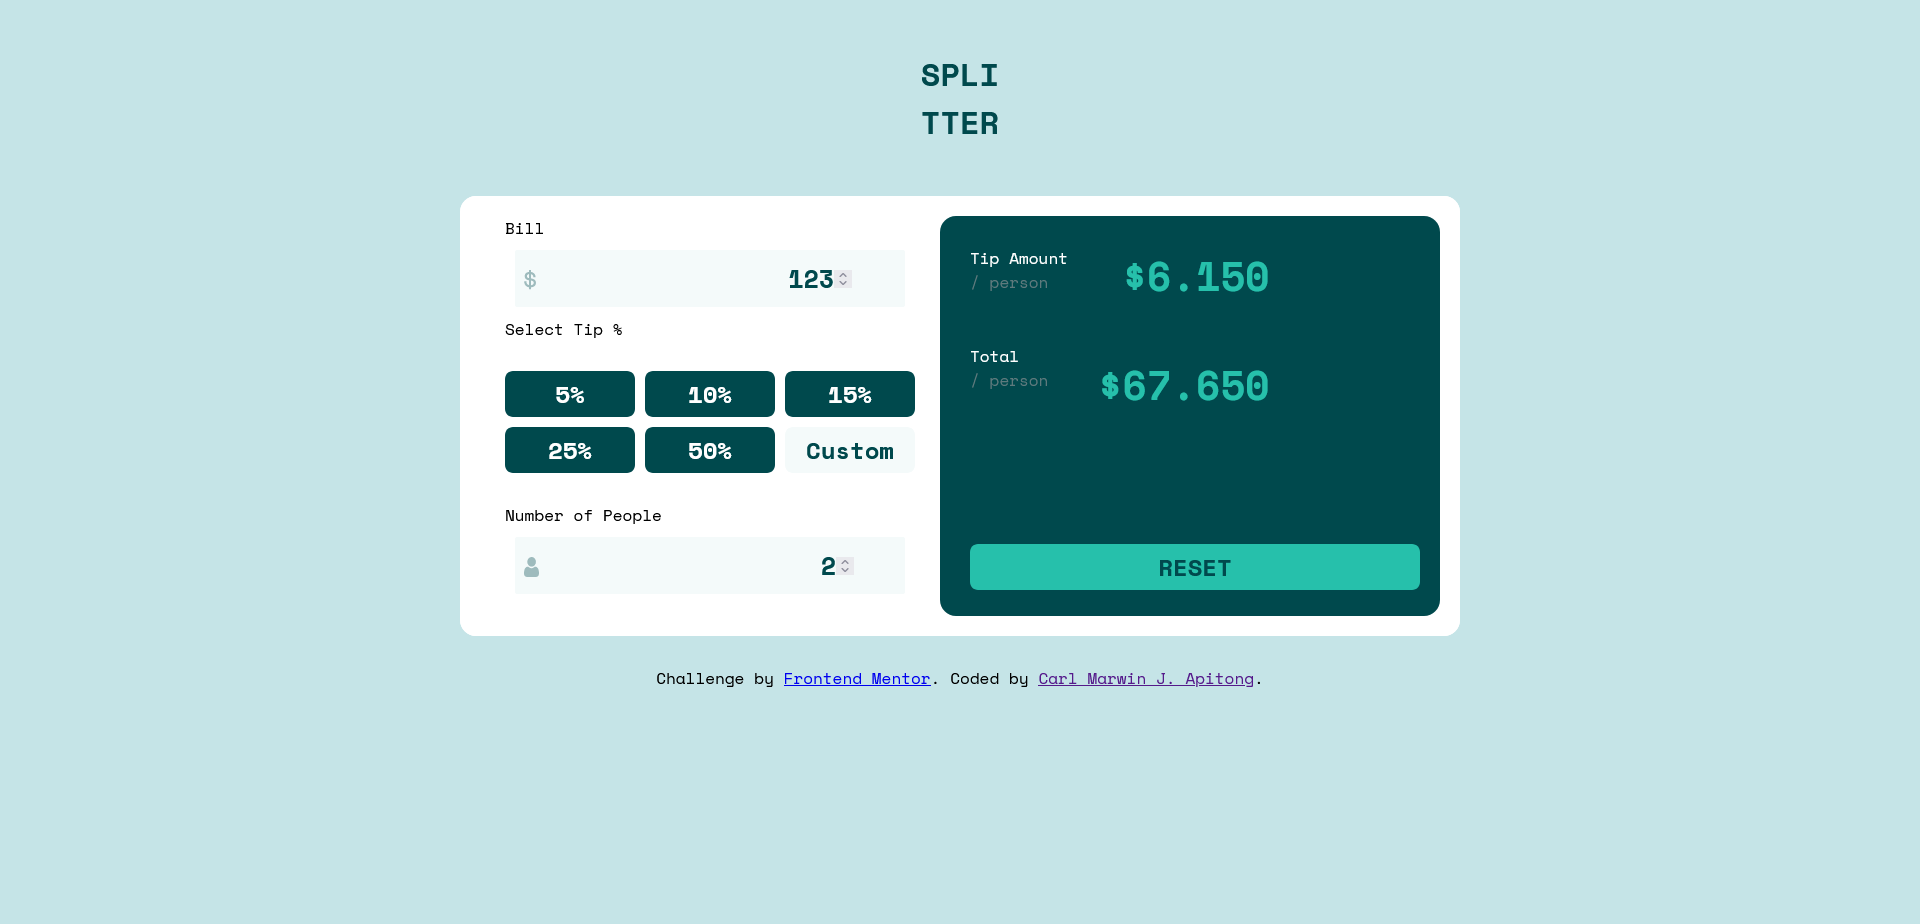 SPLI
TTER
Bill
$
123
Select Tip %
5%
10%
15%
25%
50%
Custom
Number of People
2
Tip Amount
/ person
$6.150
Total
/ person
$67.650
RESET
Challenge by Frontend Mentor. Coded by Carl Marwin J. Apitong.